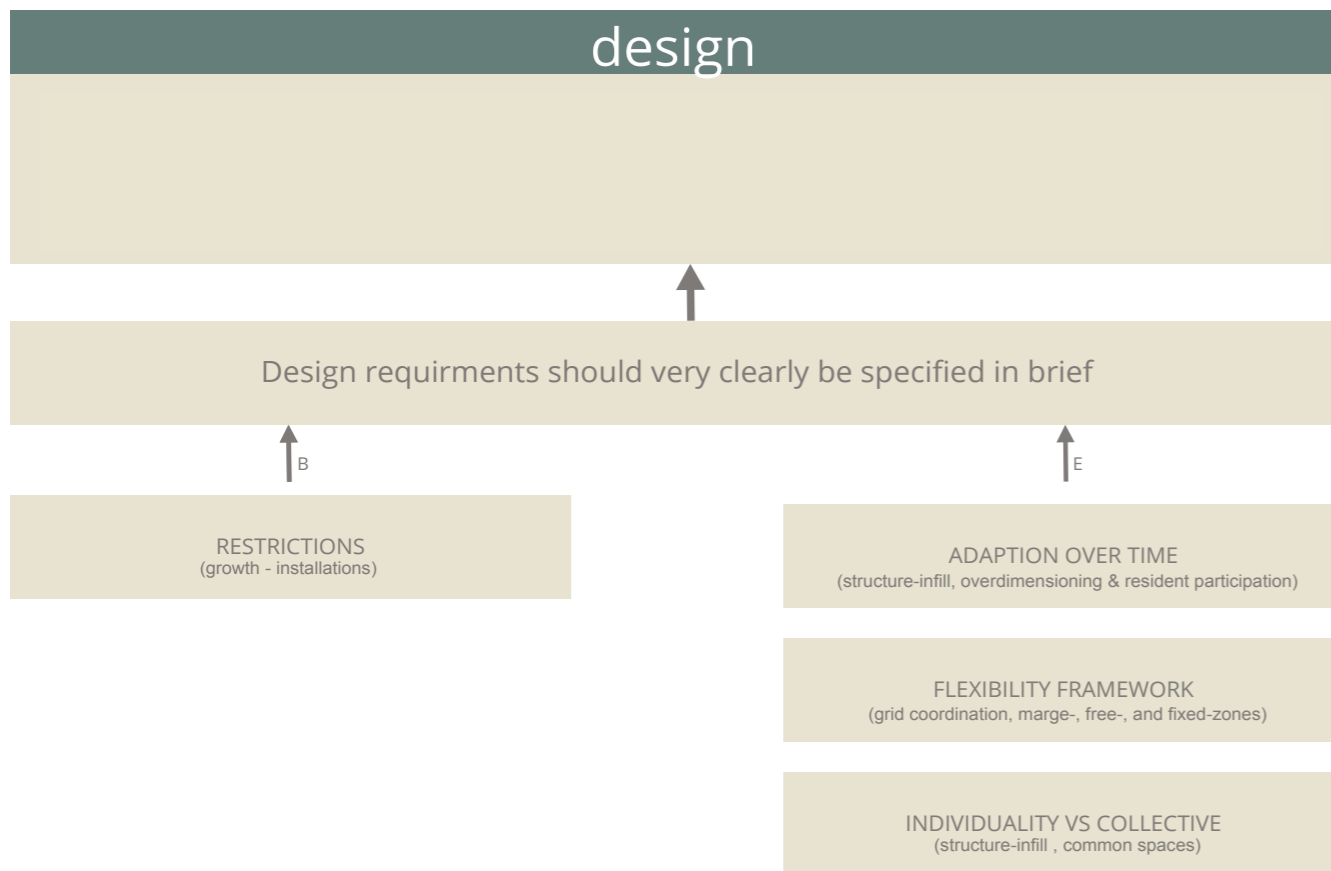 design
Design requirments should very clearly be specified in brief
B
E
RESTRICTIONS
(growth - installations)
ADAPTION OVER TIME
(structure-infill, overdimensioning & resident participation)
FLEXIBILITY FRAMEWORK
(grid coordination, marge-, free-, and fixed-zones)
INDIVIDUALITY VS COLLECTIVE
(structure-infill , common spaces)